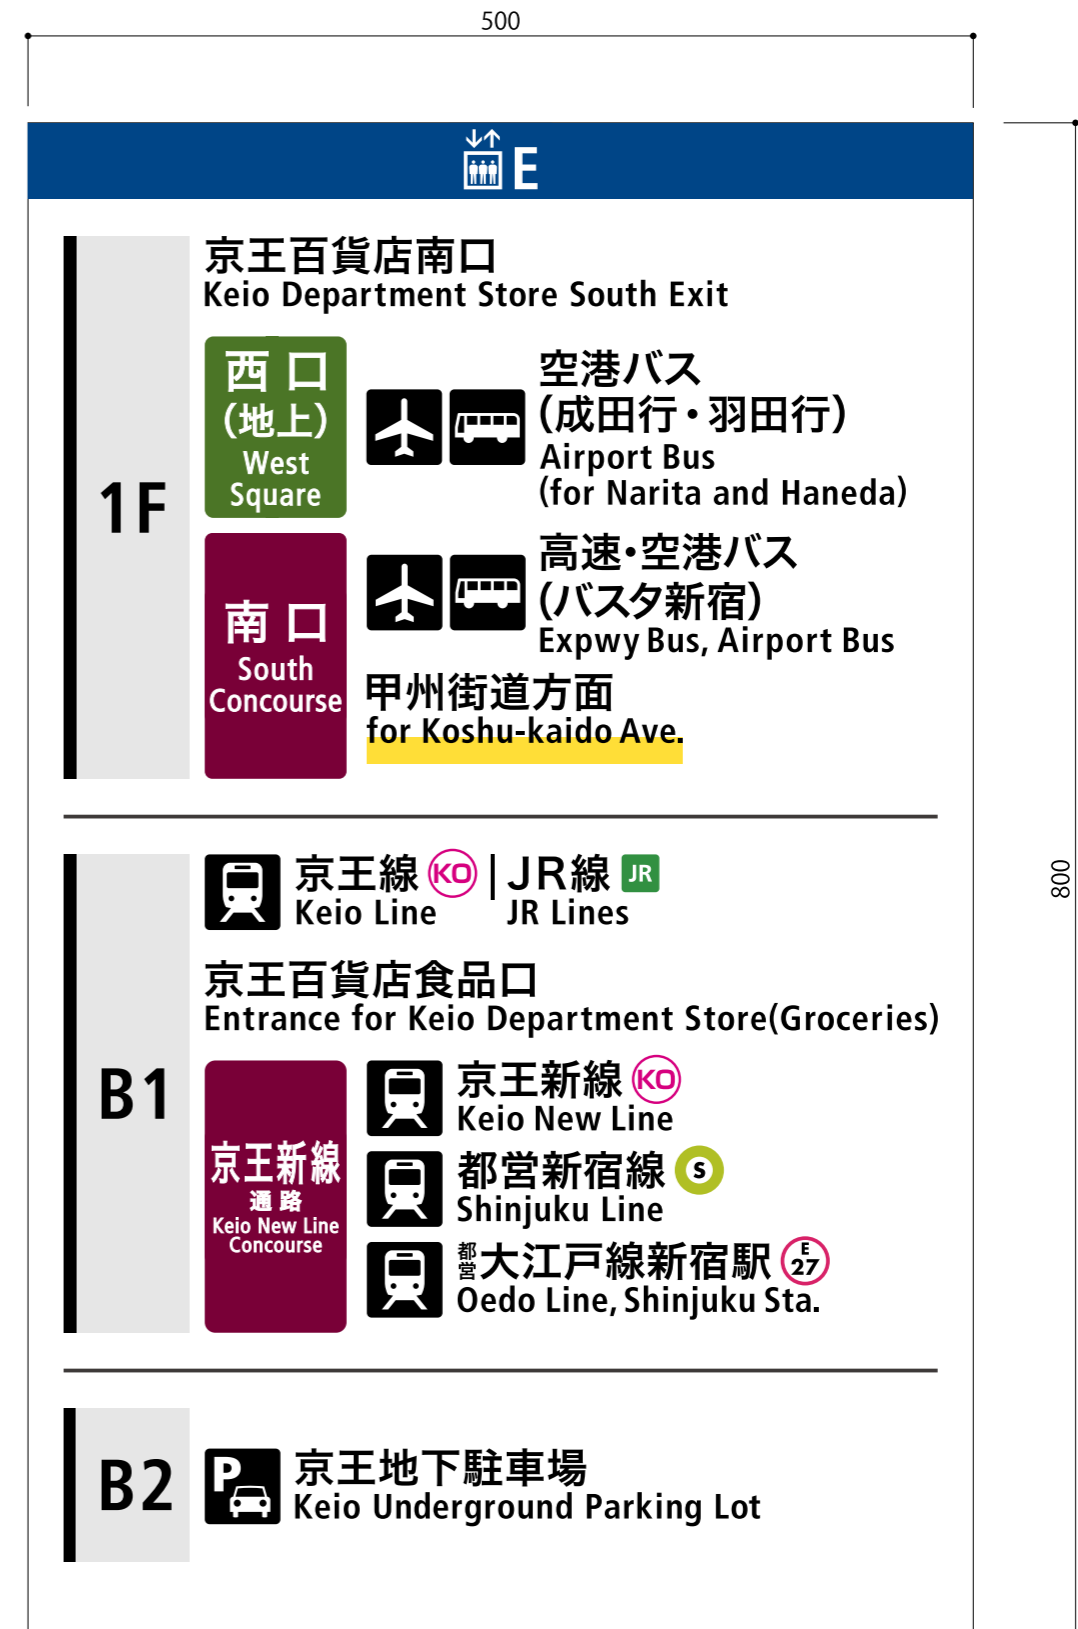 500
E
1F
京王百貨店南口
Keio Department Store South Exit
西口
（地上）
West
Square
空港バス
（成田行・羽田行）
Airport Bus
(for Narita and Haneda)
南口
South
Concourse
高速・空港バス
（バスタ新宿）
Expwy Bus, Airport Bus
甲州街道方面
for Koshu-kaido Ave.
800
B1
京王線 KO | JR線 JR
Keio Line JR Lines
京王百貨店食品口
Entrance for Keio Department Store(Groceries)
京王新線
通路
Keio New Line
Concourse
京王新線 KO
Keio New Line
都営新宿線 S
Shinjuku Line
都営大江戸線新宿駅 E 27
Oedo Line, Shinjuku Sta.
B2
P
京王地下駐車場
Keio Underground Parking Lot